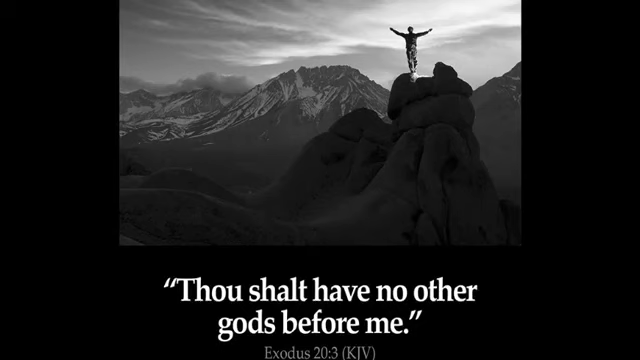 “Thou shalt have no other
gods before me.”
Exodus 20:3 (KJV)